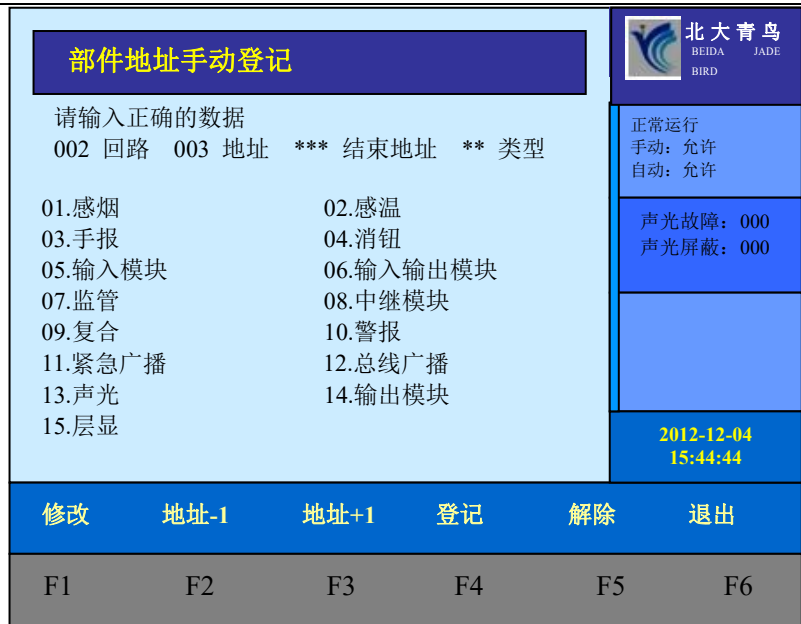 部件地址手动登记
请输入正确的数据
002 回路 003 地址 *** 结束地址 ** 类型
01.感烟 02.感温
03.手报 04.消钮
05.输入模块 06.输入输出模块
07.监管 08.中继模块
09.复合 10.警报
11.紧急广播 12.总线广播
13.声光 14.输出模块
15.层显
北大青鸟
BEIDA JADE
BIRD
正常运行
手动：允许
自动：允许
声光故障：000
声光屏蔽：000
2012-12-04
15:44:44
修改 地址-1 地址+1 登记 解除 退出
F1 F2 F3 F4 F5 F6